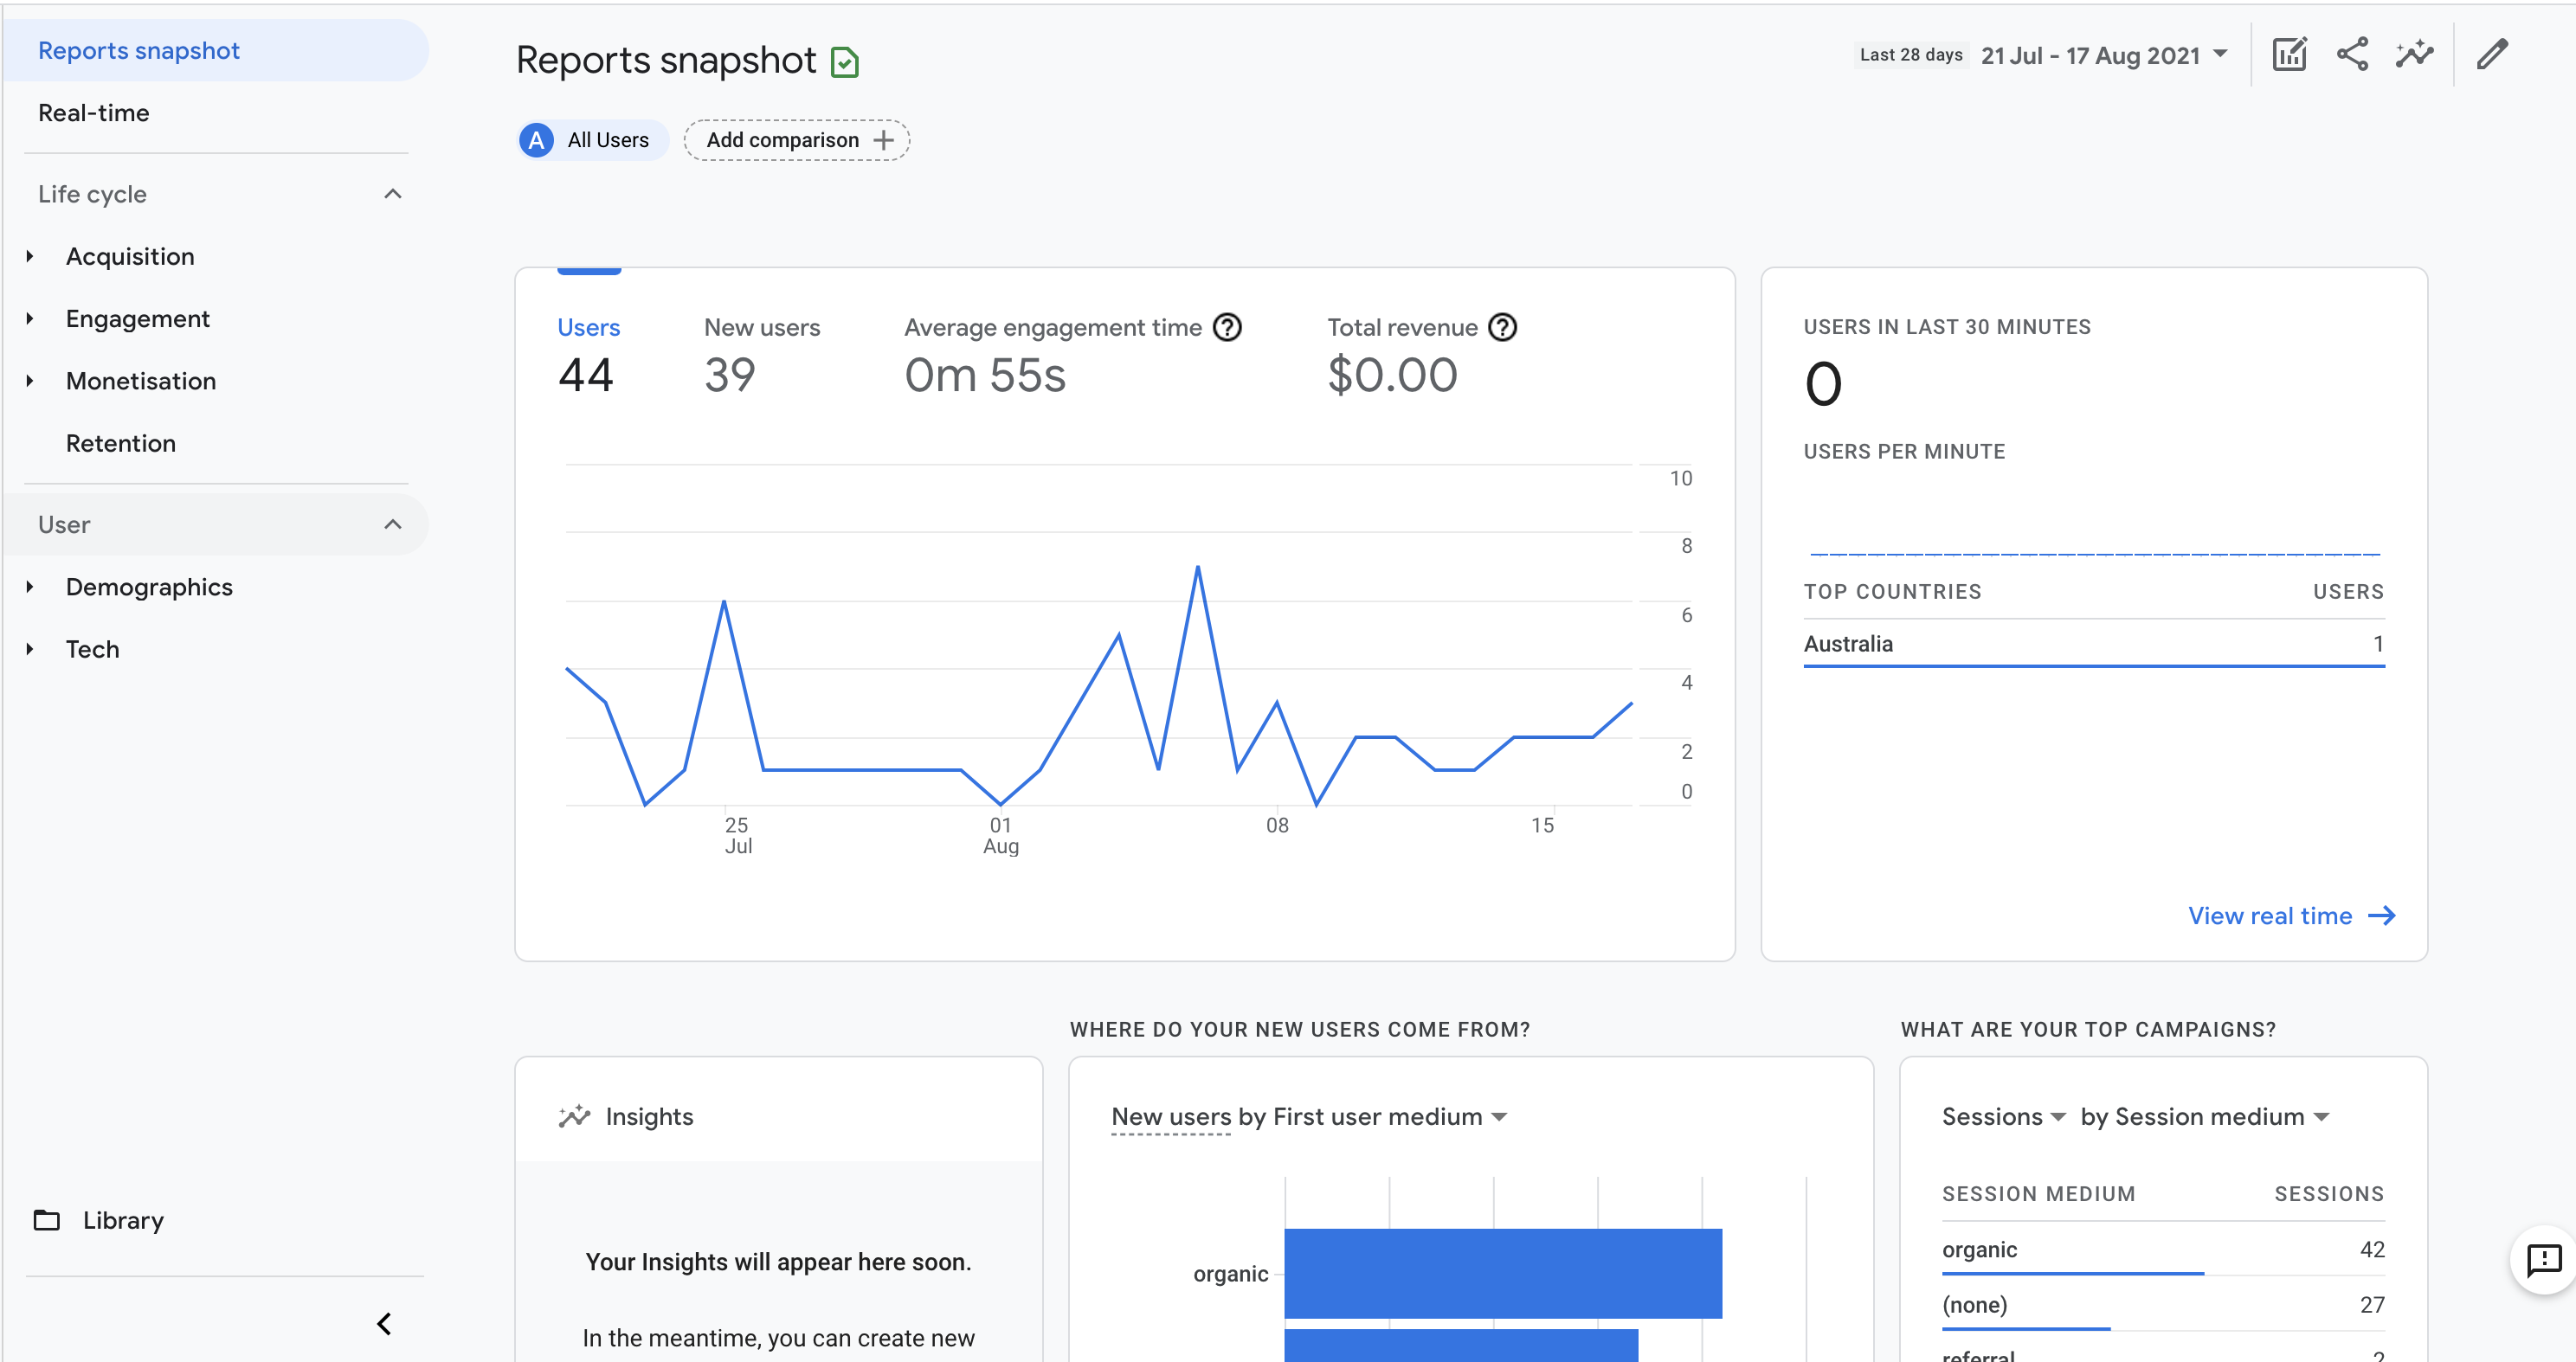 Reports snapshot
Real-time
Life cycle
Acquisition
Engagement
Monetisation
Retention
User
Demographics
Tech
Library
Reports snapshot
Last 28 days 21 Jul - 17 Aug 2021
A All Users Add comparison
Users New users Average engagement time ? Total revenue ?
44 39 0m 55s $0.00
10
8
6
4
2
0
25 01 08 15
Jul Aug
USERS IN LAST 30 MINUTES
0
USERS PER MINUTE
TOP COUNTRIES USERS
Australia 1
View real time
Insights
Your Insights will appear here soon.
In the meantime, you can create new
WHERE DO YOUR NEW USERS COME FROM?
New users by First user medium
organic
WHAT ARE YOUR TOP CAMPAIGNS?
Sessions by Session medium
SESSION MEDIUM SESSIONS
organic 42
(none) 27
referral 2